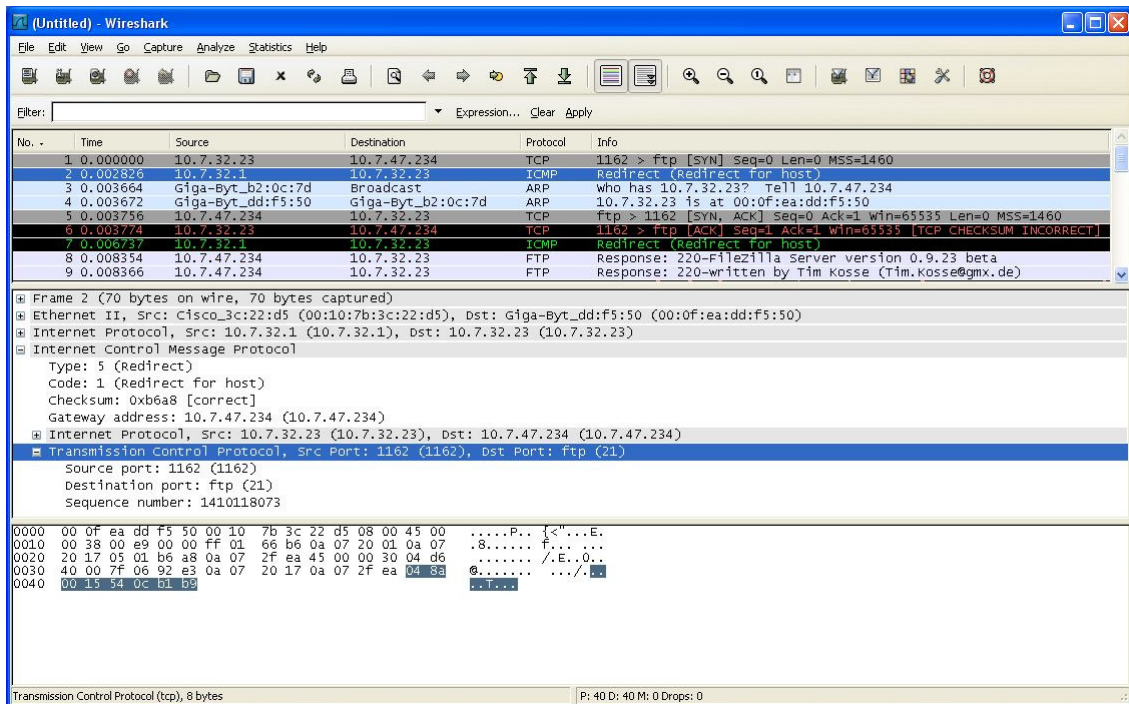 (Untitled) - Wireshark
File Edit View Go Capture Analyze Statistics Help
Filter: Expression... Clear Apply
No. . Time Source Destination Protocol Info
1 0.000000 10.7.32.23 10.7.47.234 TCP 1162 > ftp [SYN] Seq=0 Len=0 MSS=1460
2 0.002826 10.7.32.1 10.7.32.23 ICMP Redirect (Redirect for host)
3 0.003664 Giga-Byt_b2:0c:7d Broadcast ARP Who has 10.7.32.23? Tell 10.7.47.234
4 0.003672 Giga-Byt_dd:f5:50 Giga-Byt_b2:0c:7d ARP 10.7.32.23 is at 00:0f:ea:dd:f5:50
5 0.003756 10.7.47.234 10.7.32.23 TCP ftp > 1162 [SYN, ACK] Seq=0 Ack=1 Win=65535 Len=0 MSS=1460
6 0.003774 10.7.32.23 10.7.47.234 TCP 1162 > ftp [ACK] Seq=1 Ack=1 Win=65535 [TCP CHECKSUM INCORRECT]
7 0.006737 10.7.32.1 10.7.32.23 ICMP Redirect (Redirect for host)
8 0.008354 10.7.47.234 10.7.32.23 FTP Response: 220-FileZilla Server version 0.9.23 beta
9 0.008366 10.7.47.234 10.7.32.23 FTP Response: 220-written by Tim Kosse (Tim.Kosse@gmx.de)
Frame 2 (70 bytes on wire, 70 bytes captured)
Ethernet II, Src: Cisco_3c:22:d5 (00:10:7b:3c:22:d5), Dst: Giga-Byt_dd:f5:50 (00:0f:ea:dd:f5:50)
Internet Protocol, Src: 10.7.32.1 (10.7.32.1), Dst: 10.7.32.23 (10.7.32.23)
Internet Control Message Protocol
Type: 5 (Redirect)
Code: 1 (Redirect for host)
Checksum: 0xb6a8 [correct]
Gateway address: 10.7.47.234 (10.7.47.234)
Internet Protocol, Src: 10.7.32.23 (10.7.32.23), Dst: 10.7.47.234 (10.7.47.234)
Transmission Control Protocol, Src Port: 1162 (1162), Dst Port: ftp (21)
Source port: 1162 (1162)
Destination port: ftp (21)
Sequence number: 1410118073
0000 00 0f ea dd f5 50 00 10 7b 3c 22 d5 08 00 45 00 .....P.. {<"...E.
0010 00 38 00 e9 00 00 ff 01 66 b6 0a 07 20 01 0a 07 .8...... f... ...
0020 20 17 05 01 b6 a8 0a 07 2f ea 45 00 00 30 04 d6 ....... /.E..0..
0030 40 00 7f 06 92 e3 0a 07 20 17 0a 07 2f ea 04 8a @....... .../...
0040 00 15 54 0c b1 b9 ..T...
Transmission Control Protocol (tcp), 8 bytes P: 40 D: 40 M: 0 Drops: 0